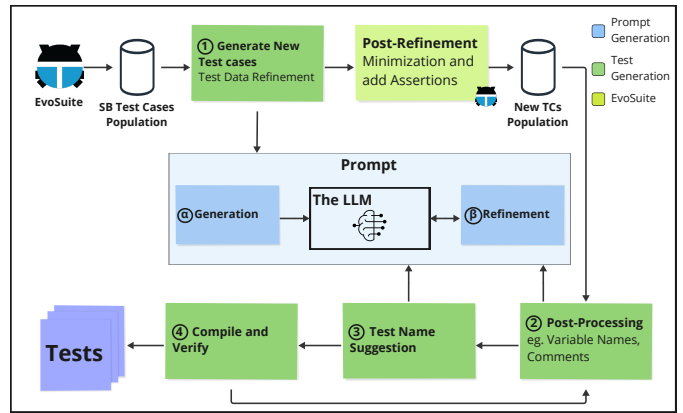 EvoSuite
SB Test Cases
Population
1 Generate New
Test cases
Test Data Refinement
Post-Refinement
Minimization and
add Assertions
New TCs
Population
Prompt
Generation
Test
Generation
EvoSuite
Prompt
α Generation
The LLM
β Refinement
Tests
4 Compile and
Verify
3 Test Name
Suggestion
2 Post-Processing
eg. Variable Names,
Comments